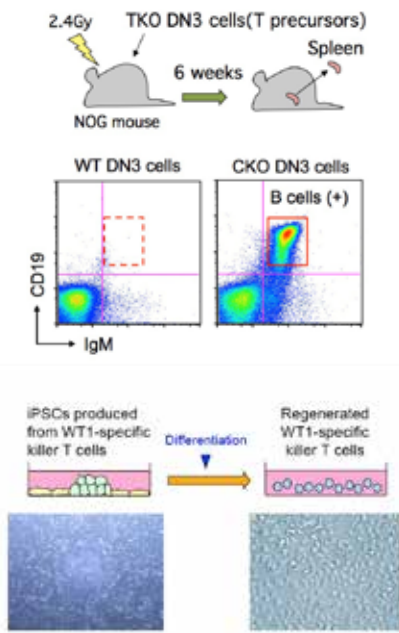 2.4Gy
TKO DN3 cells(T precursors)
Spleen
6 weeks
NOG mouse
WT DN3 cells
CKO DN3 cells
B cells (+)
CD19
IgM
iPSCs produced
from WT1-specific
killer T cells
Differentiation
Regenerated
WT1-specific
killer T cells